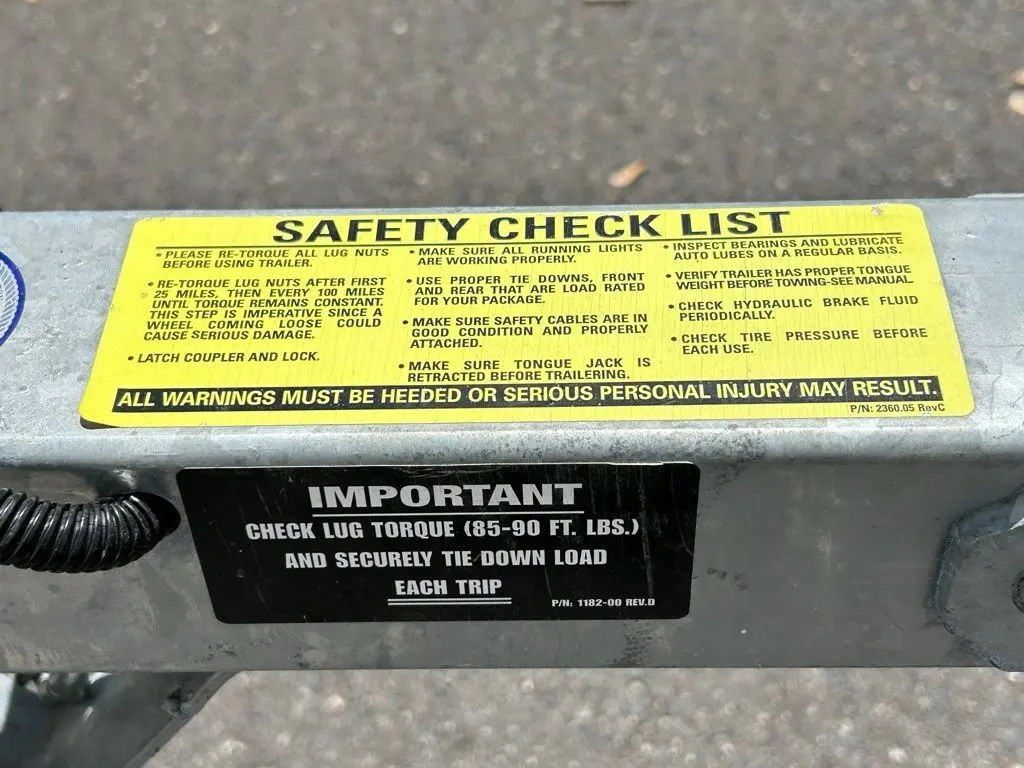 SAFETY CHECK LIST
• PLEASE RE-TORQUE ALL LUG NUTS
BEFORE USING TRAILER.
• RE-TORQUE LUG NUTS AFTER FIRST
25 MILES, THEN EVERY 100 MILES
UNTIL TORQUE REMAINS CONSTANT.
THIS STEP IS IMPERATIVE SINCE A
WHEEL COMING LOOSE COULD
CAUSE SERIOUS DAMAGE.
• LATCH COUPLER AND LOCK.
• MAKE SURE ALL RUNNING LIGHTS
ARE WORKING PROPERLY.
• USE PROPER TIE DOWNS, FRONT
AND REAR THAT ARE LOAD RATED
FOR YOUR PACKAGE.
• MAKE SURE SAFETY CABLES ARE IN
GOOD CONDITION AND PROPERLY
ATTACHED.
• MAKE SURE TONGUE JACK IS
RETRACTED BEFORE TRAILERING.
• INSPECT BEARINGS AND LUBRICATE
AUTO LUBES ON A REGULAR BASIS.
• VERIFY TRAILER HAS PROPER TONGUE
WEIGHT BEFORE TOWING-SEE MANUAL
• CHECK HYDRAULIC BRAKE FLUID
PERIODICALLY.
• CHECK TIRE PRESSURE BEFORE
EACH USE.
ALL WARNINGS MUST BE HEEDED OR SERIOUS PERSONAL INJURY MAY RESULT.
P/N: 2360.05 RevC
IMPORTANT
CHECK LUG TORQUE (85-90 FT. LBS.)
AND SECURELY TIE DOWN LOAD
EACH TRIP
P/N: 1182-00 REV.D